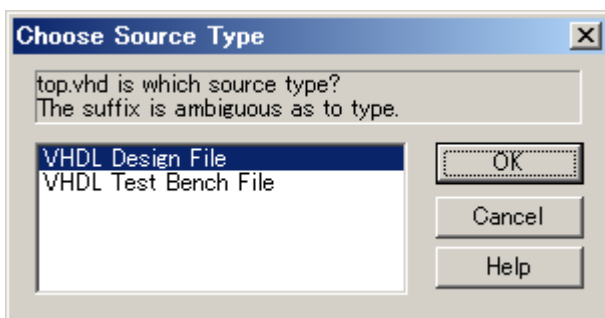 Choose Source Type
top.vhd is which source type?
The suffix is ambiguous as to type.
VHDL Design File
VHDL Test Bench File
OK
Cancel
Help